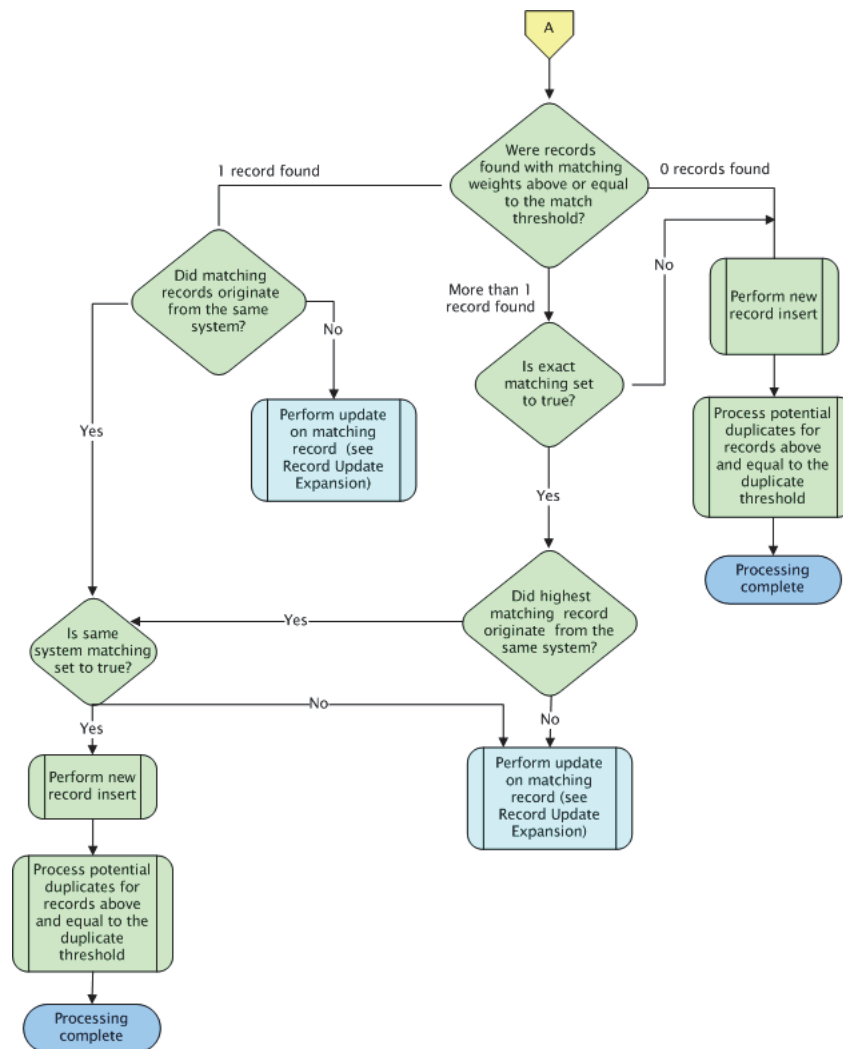 A
Were records
found with matching
weights above or equal
to the match
threshold?
1 record found
0 records found
Did matching
records originate
from the same
system?
No
More than 1
record found
No
Perform new
record insert
Is exact
matching set
to true?
Yes
Perform update
on matching
record (see
Record Update
Expansion)
Process potential
duplicates for
records above
and equal to the
duplicate
threshold
Yes
Processing
complete
Did highest
matching record
originate from the
same system?
Yes
Is same
system matching
set to true?
No
No
Yes
Perform new
record insert
Perform update
on matching
record (see
Record Update
Expansion)
Process potential
duplicates for
records above
and equal to the
duplicate
threshold
Processing
complete